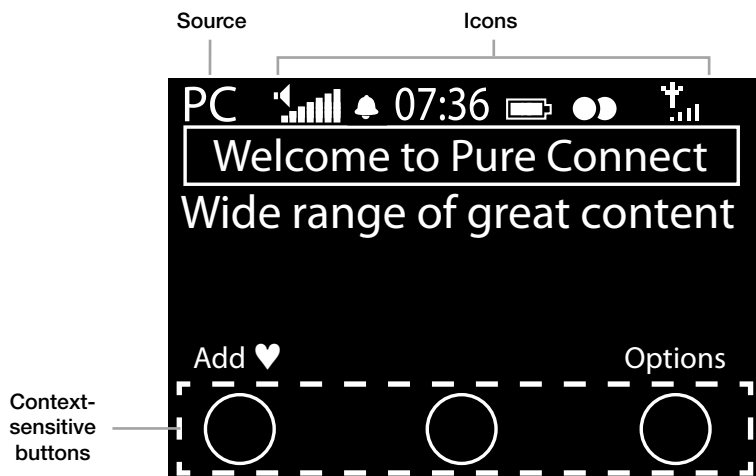 Source Icons
PC 07:36
Welcome to Pure Connect
Wide range of great content
Add ♥ Options
Context-
sensitive
buttons